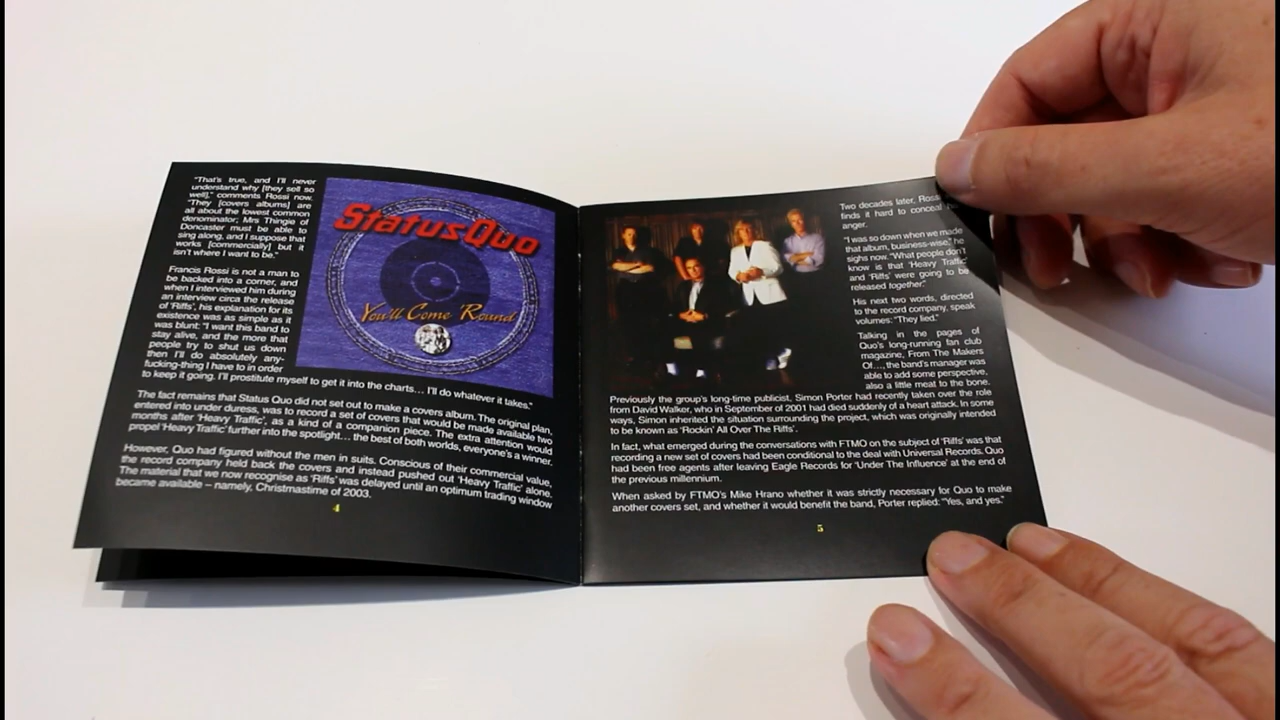 "That's true, and I'll never
understand why [they sell so
well]," comments Rossi now.
"They [covers albums] are
all about the lowest common
denominator; Mrs Thingie of
Doncaster must be able to
sing along, and I suppose that
works [commercially] but it
isn't where I want to be."
Francis Rossi is not a man to
be backed into a corner, and
when I interviewed him during
an interview circa the release
of 'Riffs', his explanation for its
existence was as simple as it
was blunt: "I want this band to
stay alive, and the more that
people try to shut us down
then I'll do absolutely any-
fucking-thing I have to in order
to keep it going. I'll prostitute myself to get it into the charts… I'll do whatever it takes."
The fact remains that Status Quo did not set out to make a covers album. The original plan,
entered into under duress, was to record a set of covers that would be made available two
months after 'Heavy Traffic', as a kind of a companion piece. The extra attention would
propel 'Heavy Traffic' further into the spotlight… the best of both worlds, everyone's a winner.
However, Quo had figured without the men in suits. Conscious of their commercial value,
the record company held back the covers and instead pushed out 'Heavy Traffic' alone.
The material that we now recognise as 'Riffs' was delayed until an optimum trading window
became available – namely, Christmastime of 2003.
4
Status Quo
You'll Come 'Round
Two decades later, Rossi
finds it hard to conceal
anger.
"I was so down when we made
that album, business-wise," he
sighs now. "What people don't
know is that 'Heavy Traffic'
and 'Riffs' were going to be
released together."
His next two words, directed
to the record company, speak
volumes: "They lied."
Talking in the pages of
Quo's long-running fan club
magazine, From The Makers
Of…, the band's manager was
able to add some perspective,
also a little meat to the bone.
Previously the group's long-time publicist, Simon Porter had recently taken over the role
from David Walker, who in September of 2001 had died suddenly of a heart attack. In some
ways, Simon inherited the situation surrounding the project, which was originally intended
to be known as 'Rockin' All Over The Riffs'.
In fact, what emerged during the conversations with FTMO on the subject of 'Riffs' was that
recording a new set of covers had been conditional to the deal with Universal Records. Quo
had been free agents after leaving Eagle Records for 'Under The Influence' at the end of
the previous millennium.
When asked by FTMO's Mike Hrano whether it was strictly necessary for Quo to make
another covers set, and whether it would benefit the band, Porter replied: "Yes, and yes."
5